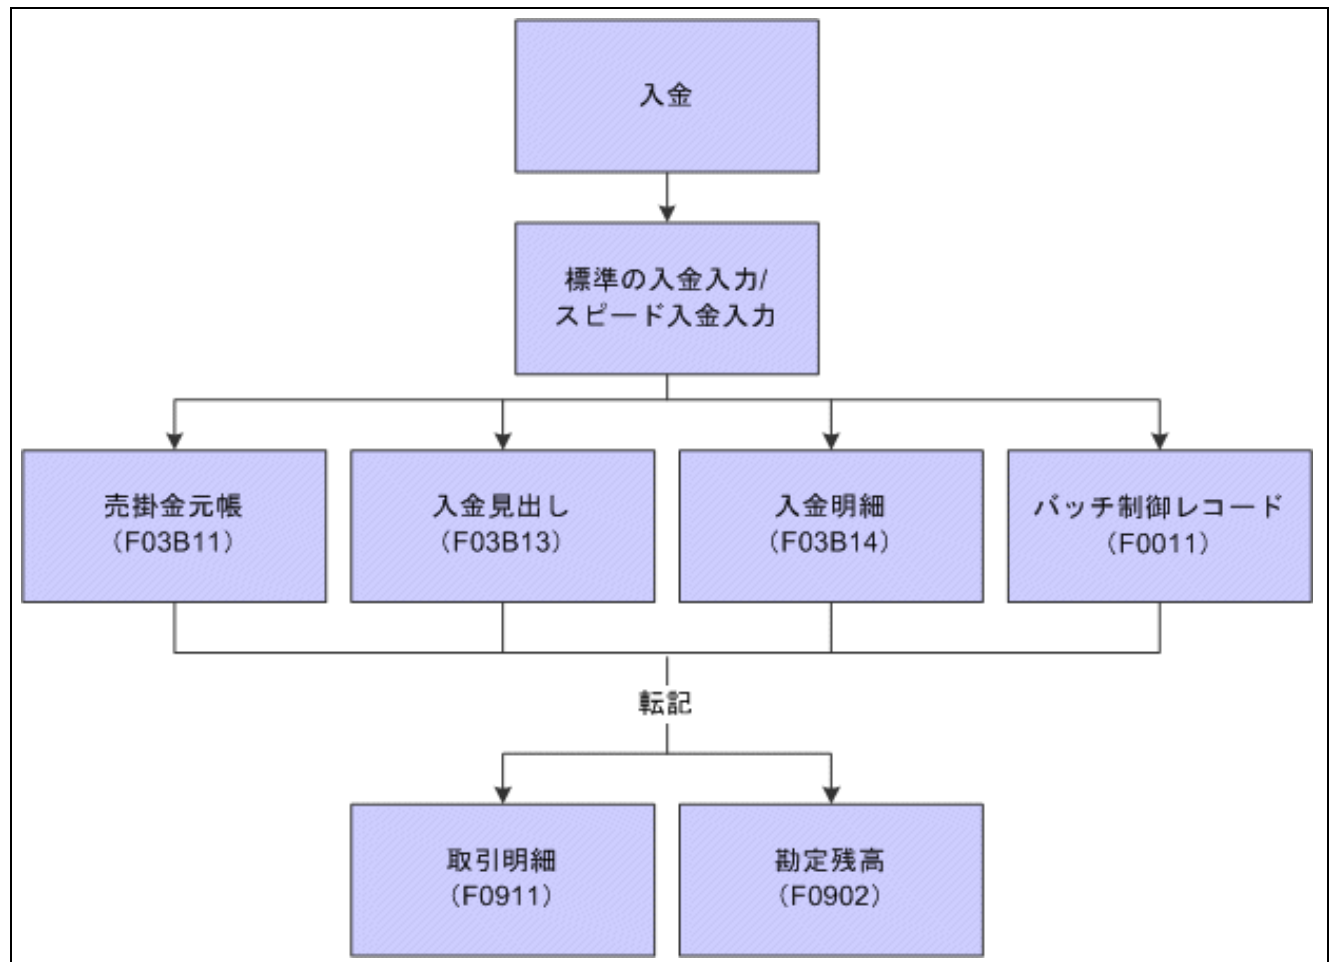 入金
標準の入金入力/
スピード入金入力
売掛金元帳
（F03B11）
入金見出し
（F03B13）
入金明細
（F03B14）
バッチ制御レコード
（F0011）
転記
取引明細
（F0911）
勘定残高
（F0902）